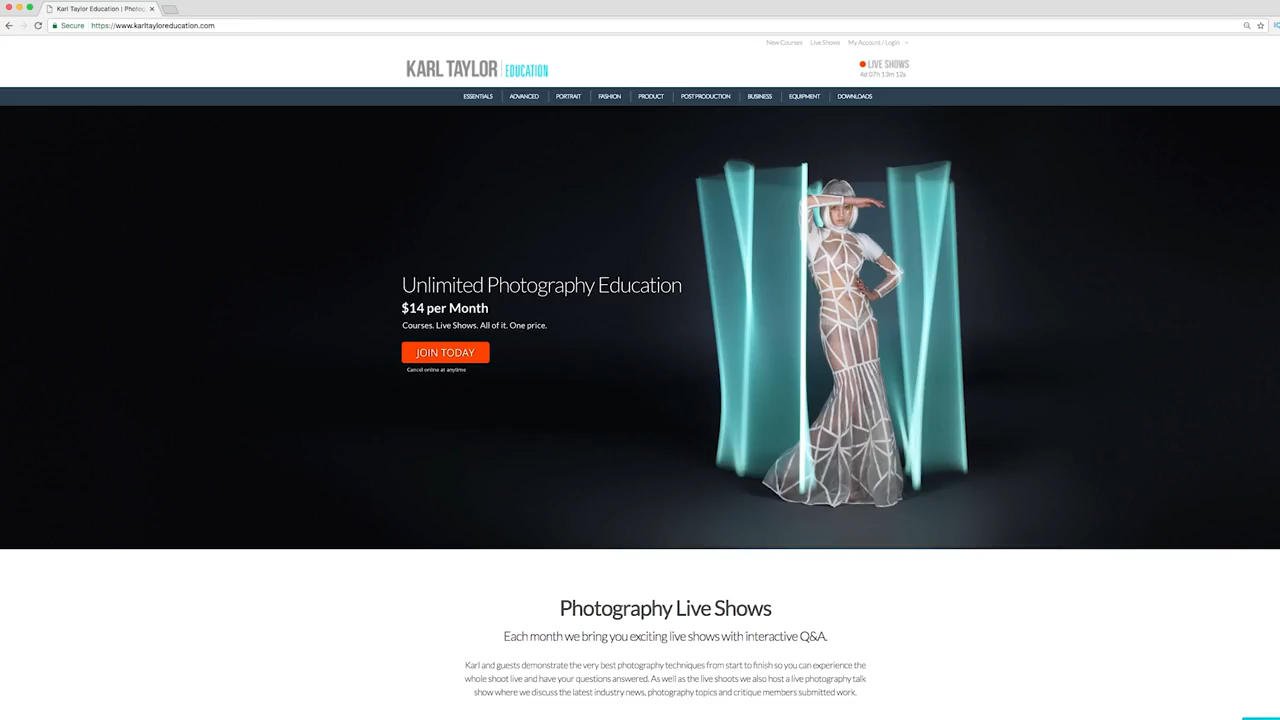 Karl Taylor Education | Photog
Secure https://www.karltayloreducation.com
New Courses Live Shows My Account / Login
KARL TAYLOR EDUCATION
LIVE SHOWS
4d 07h 13m 12s
ESSENTIALS ADVANCED PORTRAIT FASHION PRODUCT POST PRODUCTION BUSINESS EQUIPMENT DOWNLOADS
Unlimited Photography Education
$14 per Month
Courses. Live Shows. All of it. One price.
JOIN TODAY
Cancel online at anytime
Photography Live Shows
Each month we bring you exciting live shows with interactive Q&A.
Karl and guests demonstrate the very best photography techniques from start to finish so you can experience the
whole shoot live and have your questions answered. As well as the live shoots we also host a live photography talk
show where we discuss the latest industry news, photography topics and critique members submitted work.